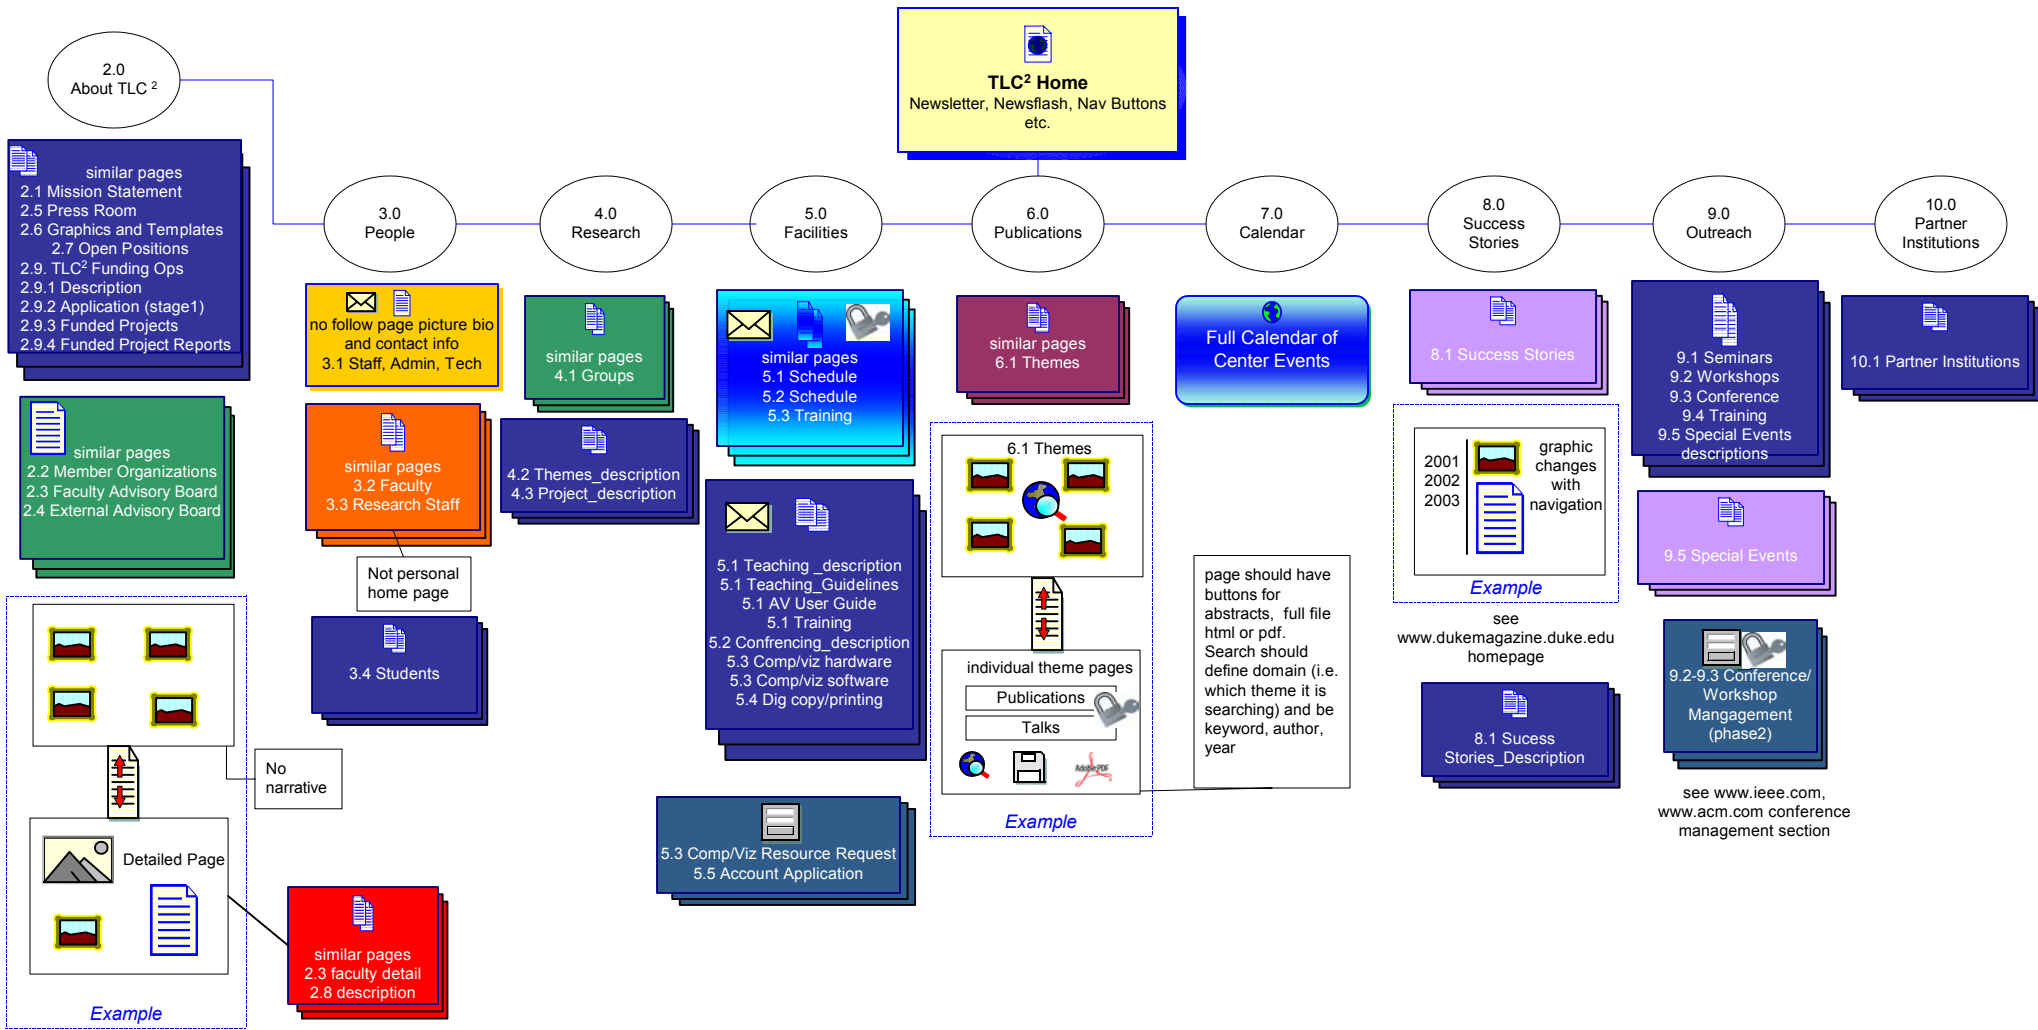 TLC² Home
Newsletter, Newsflash, Nav Buttons
etc.
2.0
About TLC ²
similar pages
2.1 Mission Statement
2.5 Press Room
2.6 Graphics and Templates
2.7 Open Positions
2.9. TLC² Funding Ops
2.9.1 Description
2.9.2 Application (stage1)
2.9.3 Funded Projects
2.9.4 Funded Project Reports
similar pages
2.2 Member Organizations
2.3 Faculty Advisory Board
2.4 External Advisory Board
No
narrative
Detailed Page
Example
similar pages
2.3 faculty detail
2.8 description
3.0
People
no follow page picture bio
and contact info
3.1 Staff, Admin, Tech
similar pages
3.2 Faculty
3.3 Research Staff
Not personal
home page
3.4 Students
4.0
Research
similar pages
4.1 Groups
4.2 Themes_description
4.3 Project_description
5.0
Facilities
similar pages
5.1 Schedule
5.2 Schedule
5.3 Training
5.1 Teaching _description
5.1 Teaching_Guidelines
5.1 AV User Guide
5.1 Training
5.2 Confrencing_description
5.3 Comp/viz hardware
5.3 Comp/viz software
5.4 Dig copy/printing
5.3 Comp/Viz Resource Request
5.5 Account Application
6.0
Publications
similar pages
6.1 Themes
6.1 Themes
individual theme pages
Publications
Talks
Adobe PDF
Example
page should have
buttons for
abstracts, full file
html or pdf.
Search should
define domain (i.e.
which theme it is
searching) and be
keyword, author,
year
7.0
Calendar
Full Calendar of
Center Events
8.0
Success
Stories
8.1 Success Stories
2001
2002
2003
graphic
changes
with
navigation
Example
see
www.dukemagazine.duke.edu
homepage
8.1 Sucess
Stories_Description
9.0
Outreach
9.1 Seminars
9.2 Workshops
9.3 Conference
9.4 Training
9.5 Special Events
descriptions
9.5 Special Events
9.2-9.3 Conference/
Workshop
Mangagement
(phase2)
see www.ieee.com,
www.acm.com conference
management section
10.0
Partner
Institutions
10.1 Partner Institutions